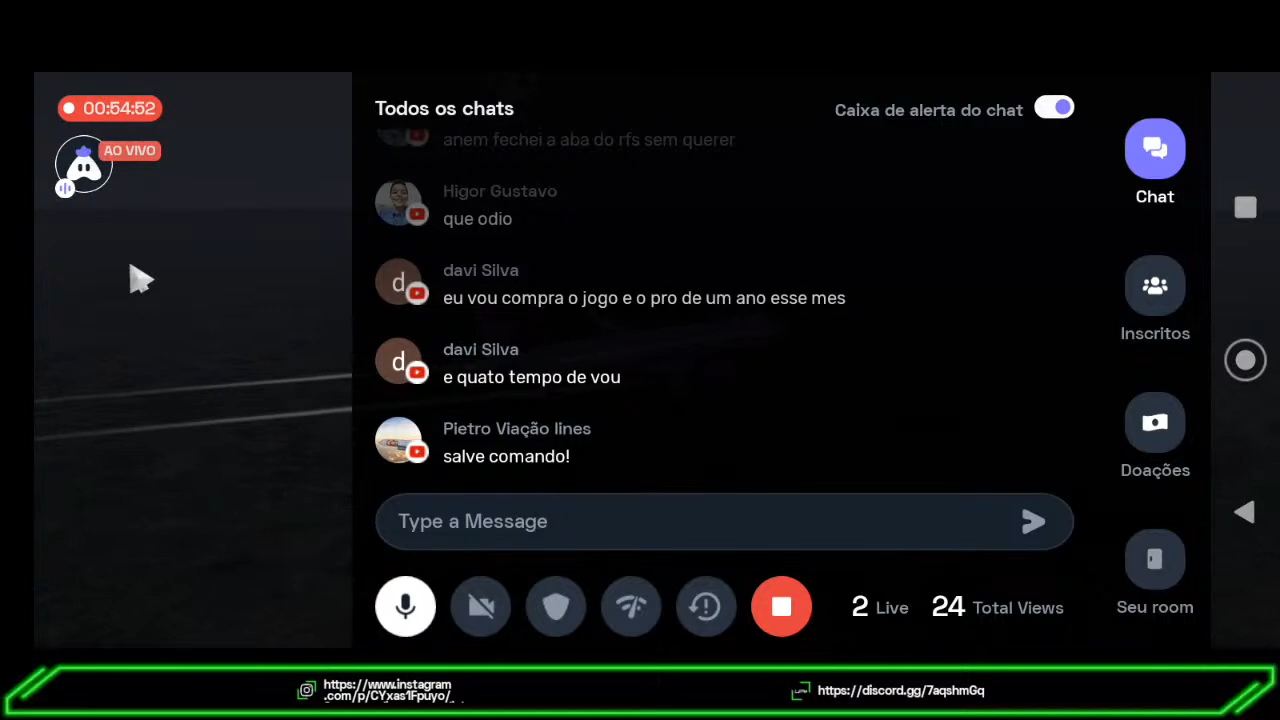 00:54:52
AO VIVO
Todos os chats
Caixa de alerta do chat
anem fechei a aba do rfs sem querer
Higor Gustavo
que odio
d
davi Silva
eu vou compra o jogo e o pro de um ano esse mes
d
davi Silva
e quato tempo de vou
Pietro Viação lines
salve comando!
Type a Message
2 Live
24 Total Views
Chat
Inscritos
Doações
Seu room
https://www.instagram
.com/p/CYxas1Fpuyo/
https://discord.gg/7aqshmGq